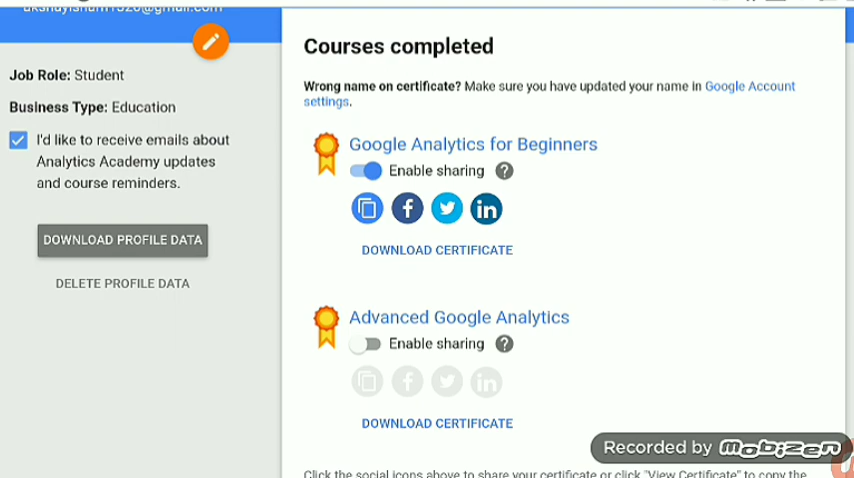 Job Role: Student
Business Type: Education
I'd like to receive emails about
Analytics Academy updates
and course reminders.
DOWNLOAD PROFILE DATA
DELETE PROFILE DATA
Courses completed
Wrong name on certificate? Make sure you have updated your name in Google Account
settings.
Google Analytics for Beginners
Enable sharing ?
f in
DOWNLOAD CERTIFICATE
Advanced Google Analytics
Enable sharing ?
f in
DOWNLOAD CERTIFICATE
Click the social icons above to share your certificate or click "View Certificate" to copy the
Recorded by mobizen